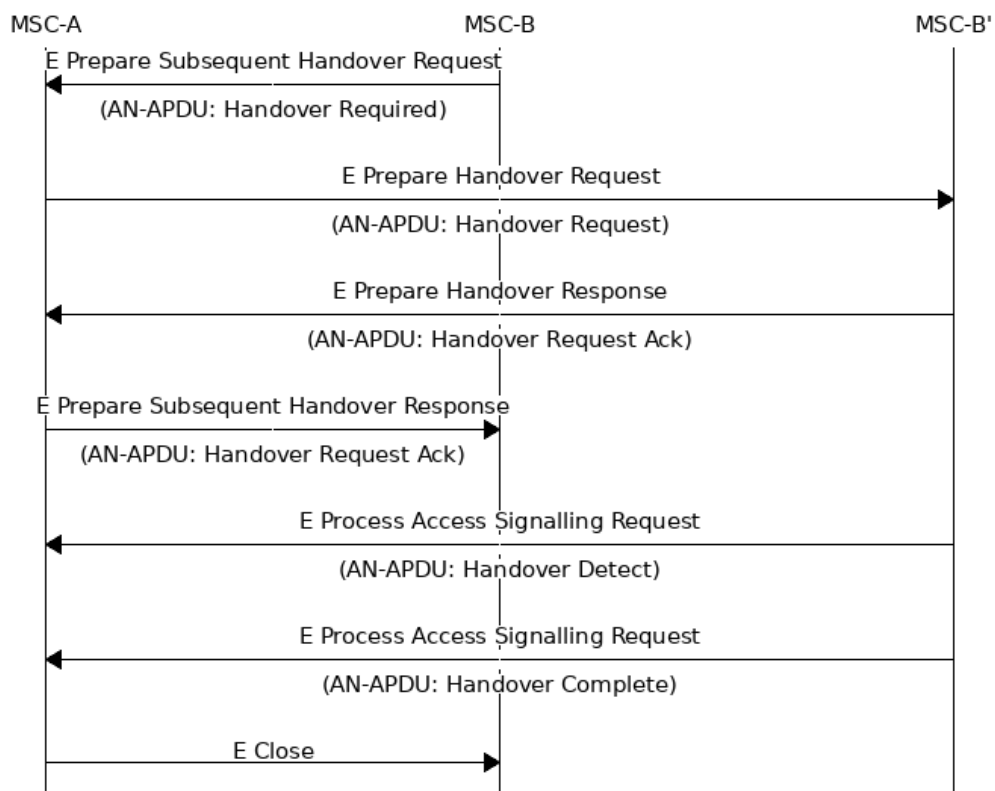 MSC-A MSC-B MSC-B'
E Prepare Subsequent Handover Request
(AN-APDU: Handover Required)
E Prepare Handover Request
(AN-APDU: Handover Request)
E Prepare Handover Response
(AN-APDU: Handover Request Ack)
E Prepare Subsequent Handover Response
(AN-APDU: Handover Request Ack)
E Process Access Signalling Request
(AN-APDU: Handover Detect)
E Process Access Signalling Request
(AN-APDU: Handover Complete)
E Close